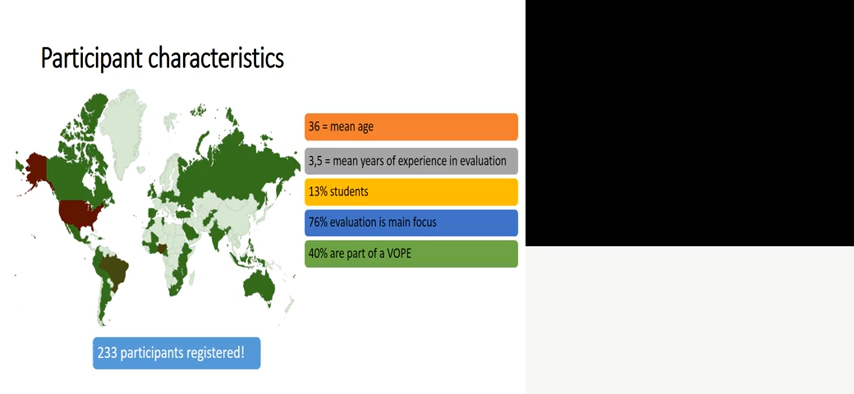 Participant characteristics
36 = mean age
3,5 = mean years of experience in evaluation
13% students
76% evaluation is main focus
40% are part of a VOPE
233 participants registered!